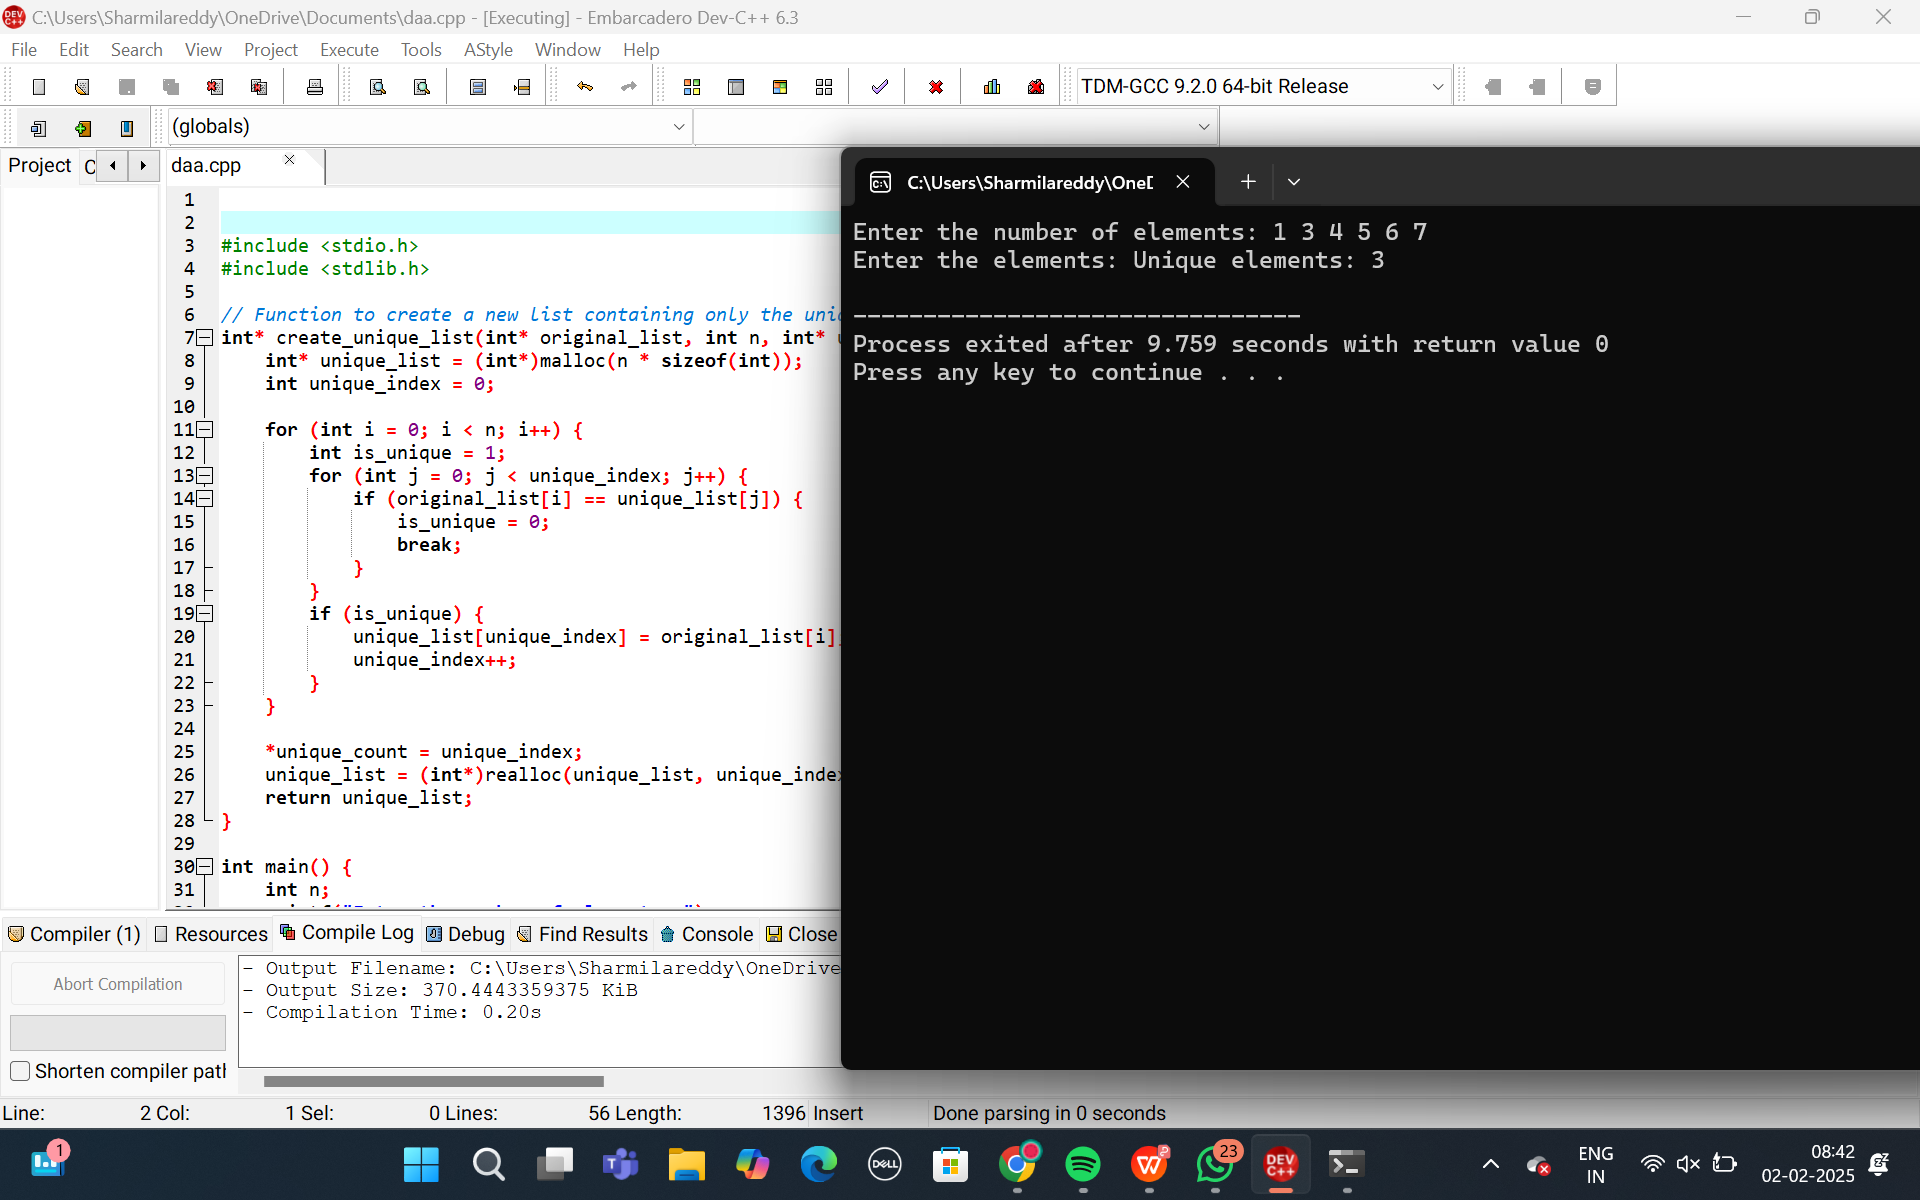 C:\Users\Sharmilareddy\OneDrive\Documents\daa.cpp - [Executing] - Embarcadero Dev-C++ 6.3
File Edit Search View Project Execute Tools AStyle Window Help
TDM-GCC 9.2.0 64-bit Release
(globals)
Project
daa.cpp
1
2
3 #include <stdio.h>
4 #include <stdlib.h>
5
6 // Function to create a new list containing only the
7 int* create_unique_list(int* original_list, int n, int*
8 int* unique_list = (int*)malloc(n * sizeof(int));
9 int unique_index = 0;
10
11 for (int i = 0; i < n; i++) {
12 int is_unique = 1;
13 for (int j = 0; j < unique_index; j++) {
14 if (original_list[i] == unique_list[j]) {
15 is_unique = 0;
16 break;
17 }
18 }
19 if (is_unique) {
20 unique_list[unique_index] = original_list[i]
21 unique_index++;
22 }
23 }
24
25 *unique_count = unique_index;
26 unique_list = (int*)realloc(unique_list,
27 return unique_list;
28 }
29
30 int main() {
31 int n;
C:\Users\Sharmilareddy\OneD
Enter the number of elements: 1 3 4 5 6 7
Enter the elements: Unique elements: 3
--------------------------------
Process exited after 9.759 seconds with return value 0
Press any key to continue . . .
Compiler (1) Resources Compile Log Debug Find Results Console Close
Abort Compilation
Shorten compiler
- Output Filename: C:\Users\Sharmilareddy\OneDrive
- Output Size: 370.4443359375 KiB
- Compilation Time: 0.20s
Line: 2 Col: 1 Sel: 0 Lines: 56 Length: 1396 Insert Done parsing in 0 seconds
1
DELL
23
DEV C++
ENG
IN
08:42
02-02-2025